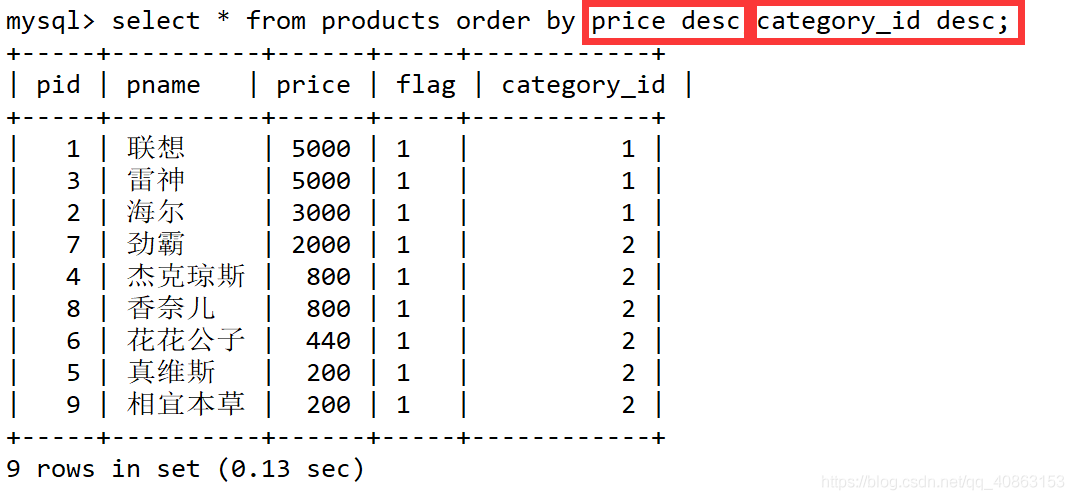 mysql> select * from products order by price desc category_id desc;
+-----+----------+------+-----+------------+
| pid | pname | price | flag | category_id |
+-----+----------+------+-----+------------+
| 1 | 联想 | 5000 | 1 | 1 |
| 3 | 雷神 | 5000 | 1 | 1 |
| 2 | 海尔 | 3000 | 1 | 1 |
| 7 | 劲霸 | 2000 | 1 | 2 |
| 4 | 杰克琼斯 | 800 | 1 | 2 |
| 8 | 香奈儿 | 800 | 1 | 2 |
| 6 | 花花公子 | 440 | 1 | 2 |
| 5 | 真维斯 | 200 | 1 | 2 |
| 9 | 相宜本草 | 200 | 1 | 2 |
+-----+----------+------+-----+------------+
9 rows in set (0.13 sec)
https://blog.csdn.net/qq_40863153